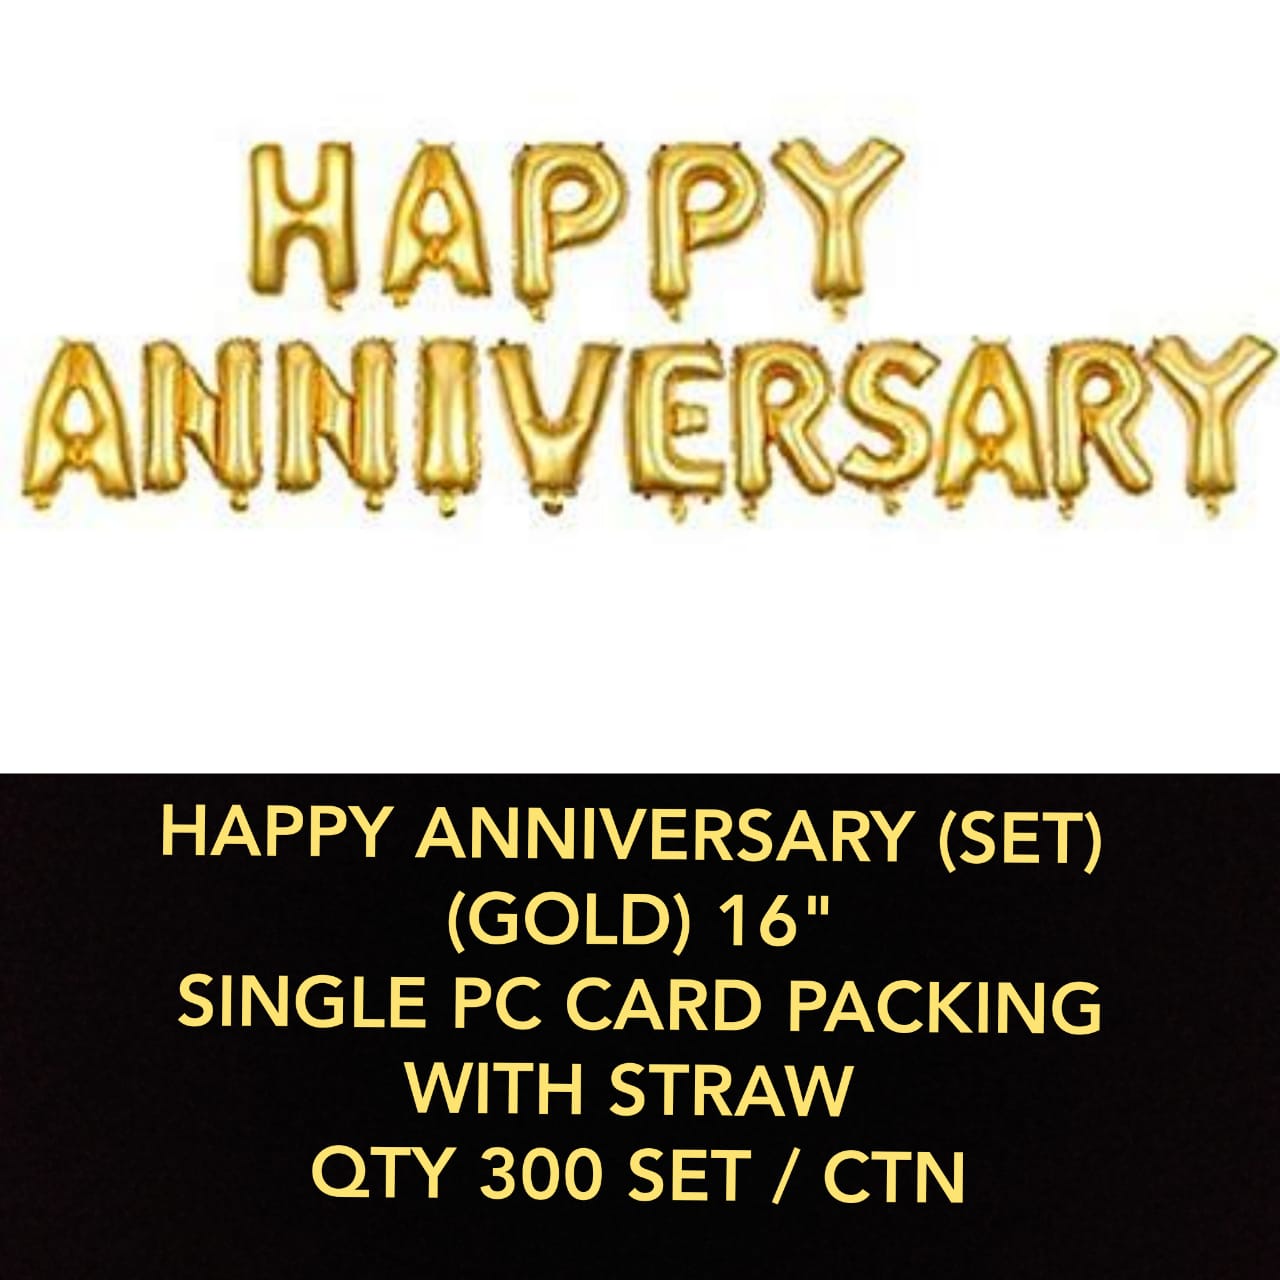 HAPPY
ANNIVERSARY
HAPPY ANNIVERSARY (SET)
(GOLD) 16"
SINGLE PC CARD PACKING
WITH STRAW
QTY 300 SET / CTN